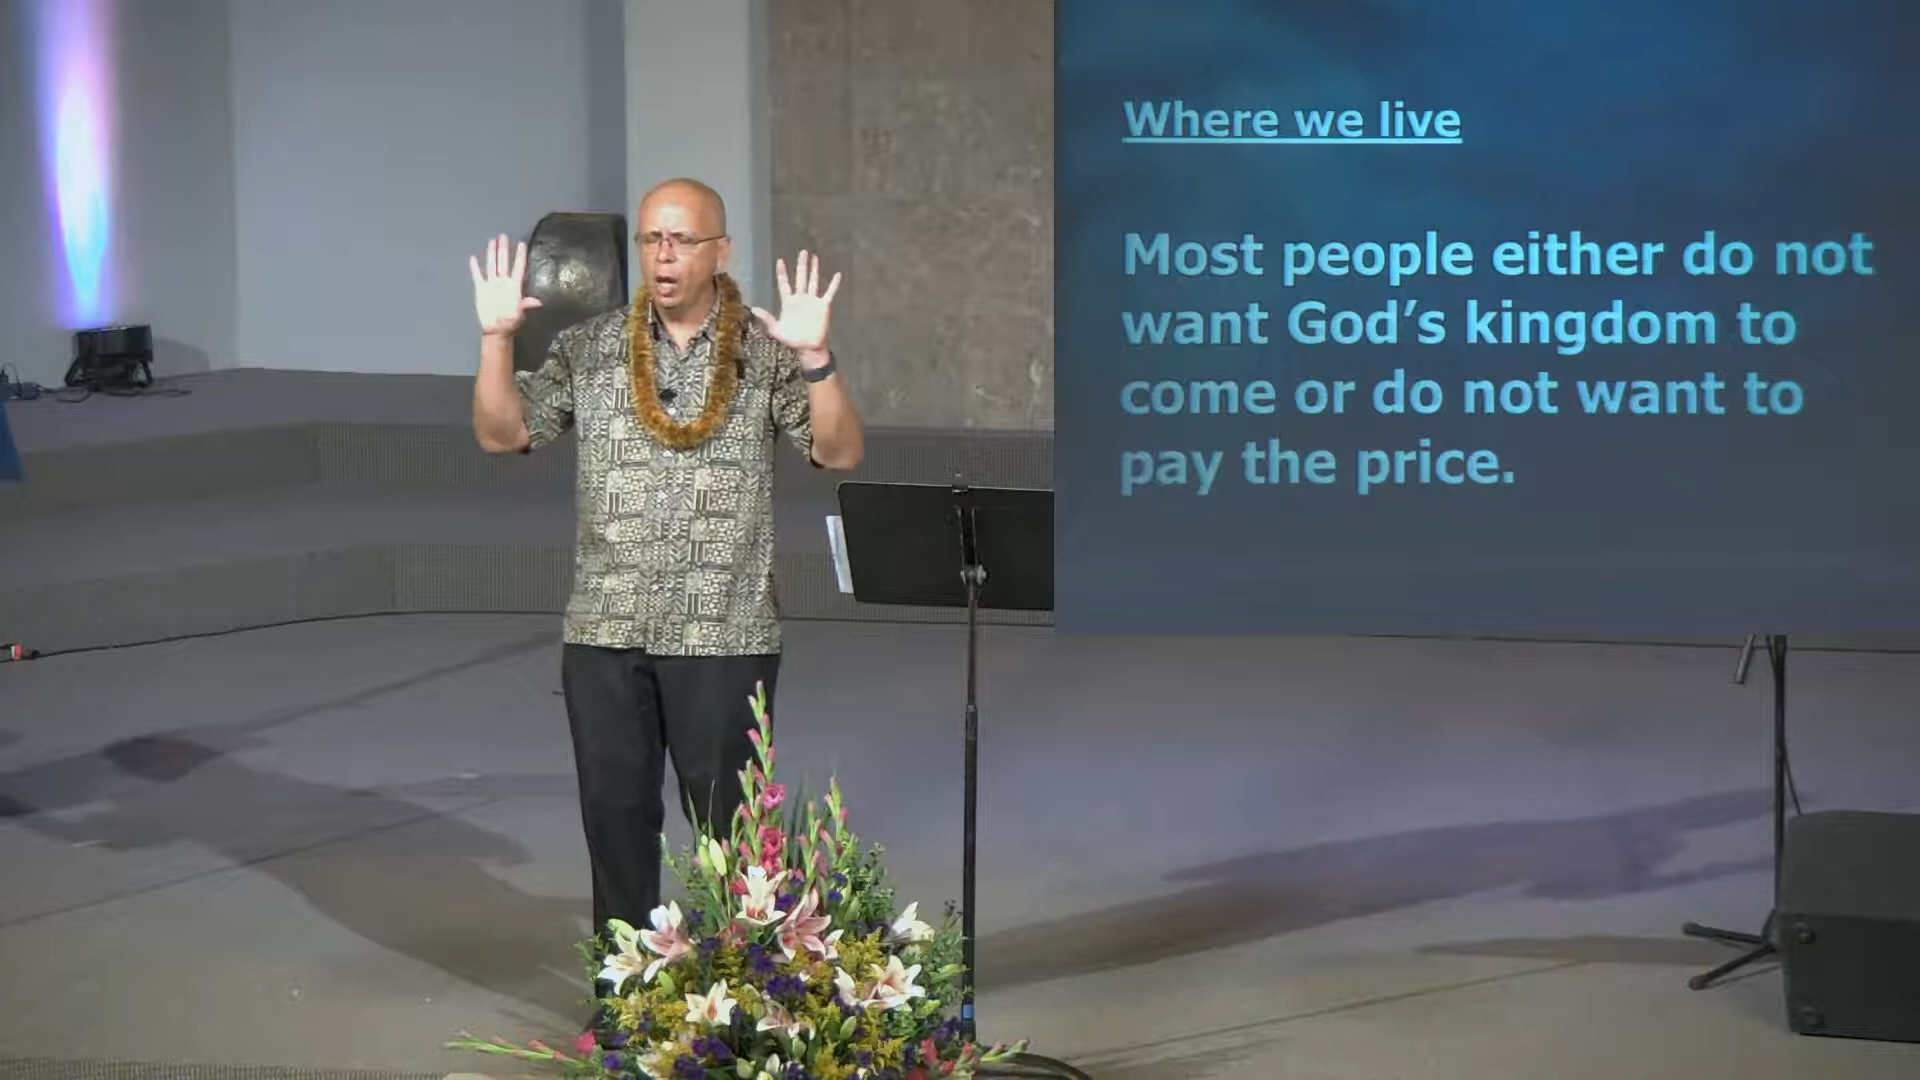 Where we live
Most people either do not
want God’s kingdom to
come or do not want to
pay the price.